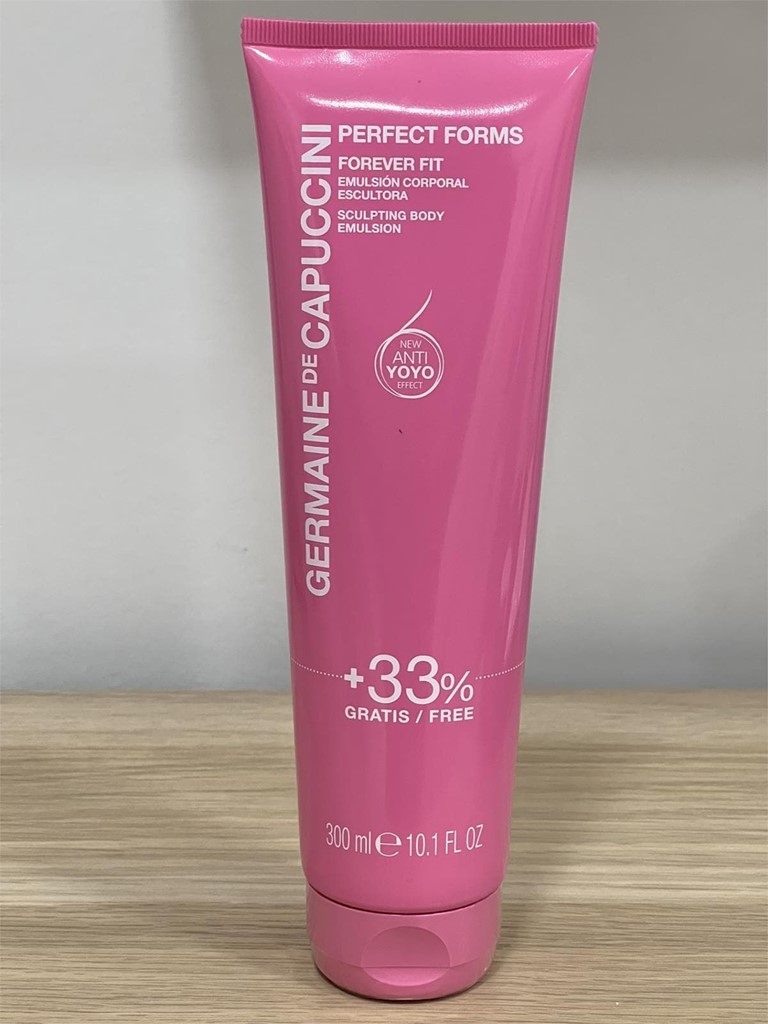 GERMAINE DE CAPUCCINI
PERFECT FORMS
FOREVER FIT
EMULSIÓN CORPORAL
ESCULTORA
SCULPTING BODY
EMULSION
NEW
ANTI
YOYO
EFFECT
+33%
GRATIS / FREE
300 ml ℮ 10.1 FL OZ